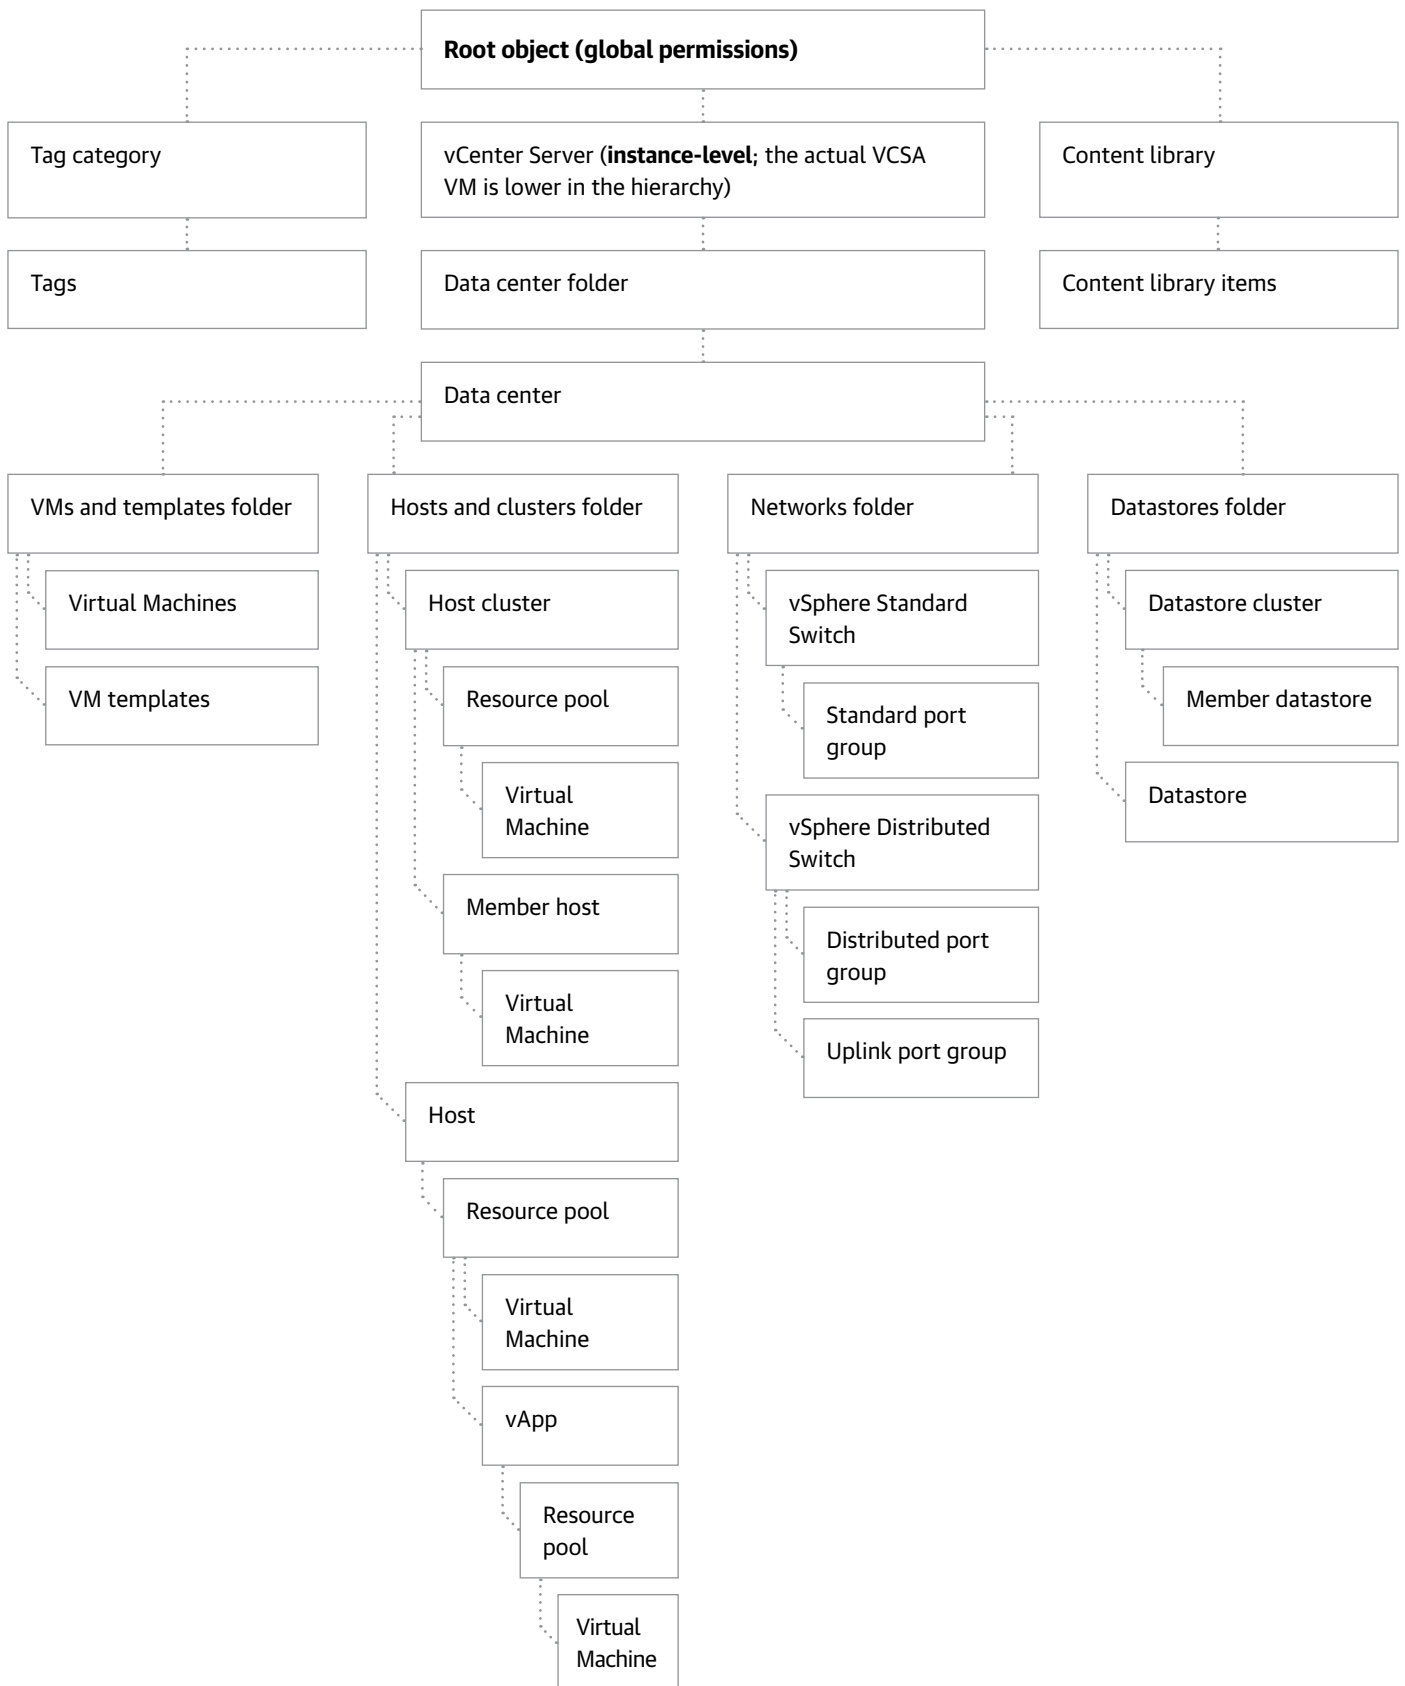 Root object (global permissions)
Tag category
vCenter Server (instance-level; the actual VCSA
VM is lower in the hierarchy)
Content library
Tags
Data center folder
Content library items
Data center
VMs and templates folder
Virtual Machines
VM templates
Hosts and clusters folder
Host cluster
Resource pool
Virtual
Machine
Member host
Virtual
Machine
Host
Resource pool
Virtual
Machine
vApp
Resource
pool
Virtual
Machine
Networks folder
vSphere Standard
Switch
Standard port
group
vSphere Distributed
Switch
Distributed port
group
Uplink port group
Datastores folder
Datastore cluster
Member datastore
Datastore